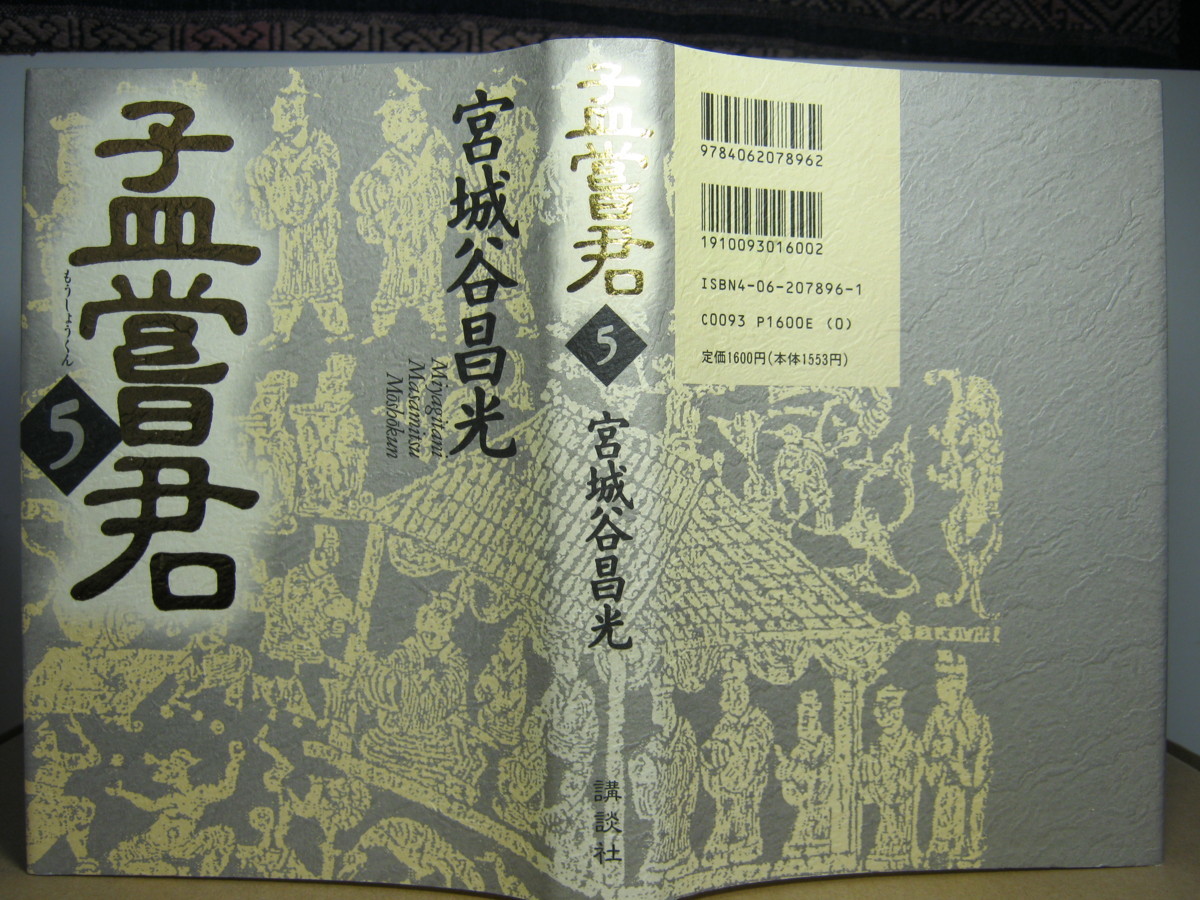 孟嘗君
もうしょうくん
5
宮城谷昌光
Miyagitani
Masamitsu
Mōshōkun
孟嘗君
5
宮城谷昌光
講談社
9784062078962
1910093016002
ISBN4-06-207896-1
C0093 P1600E (0)
定価1600円(本体1553円)